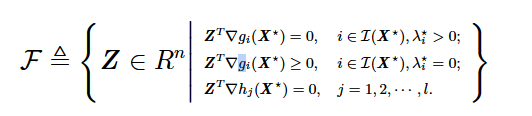 𝓕 ≜ { Z ∈ Rⁿ |
Zᵀ∇gᵢ(X⋆) = 0, i ∈ 𝓘(X⋆), λᵢ⋆ > 0;
Zᵀ∇gᵢ(X⋆) ≥ 0, i ∈ 𝓘(X⋆), λᵢ⋆ = 0;
Zᵀ∇hⱼ(X⋆) = 0, j = 1, 2, ⋯ , l. }